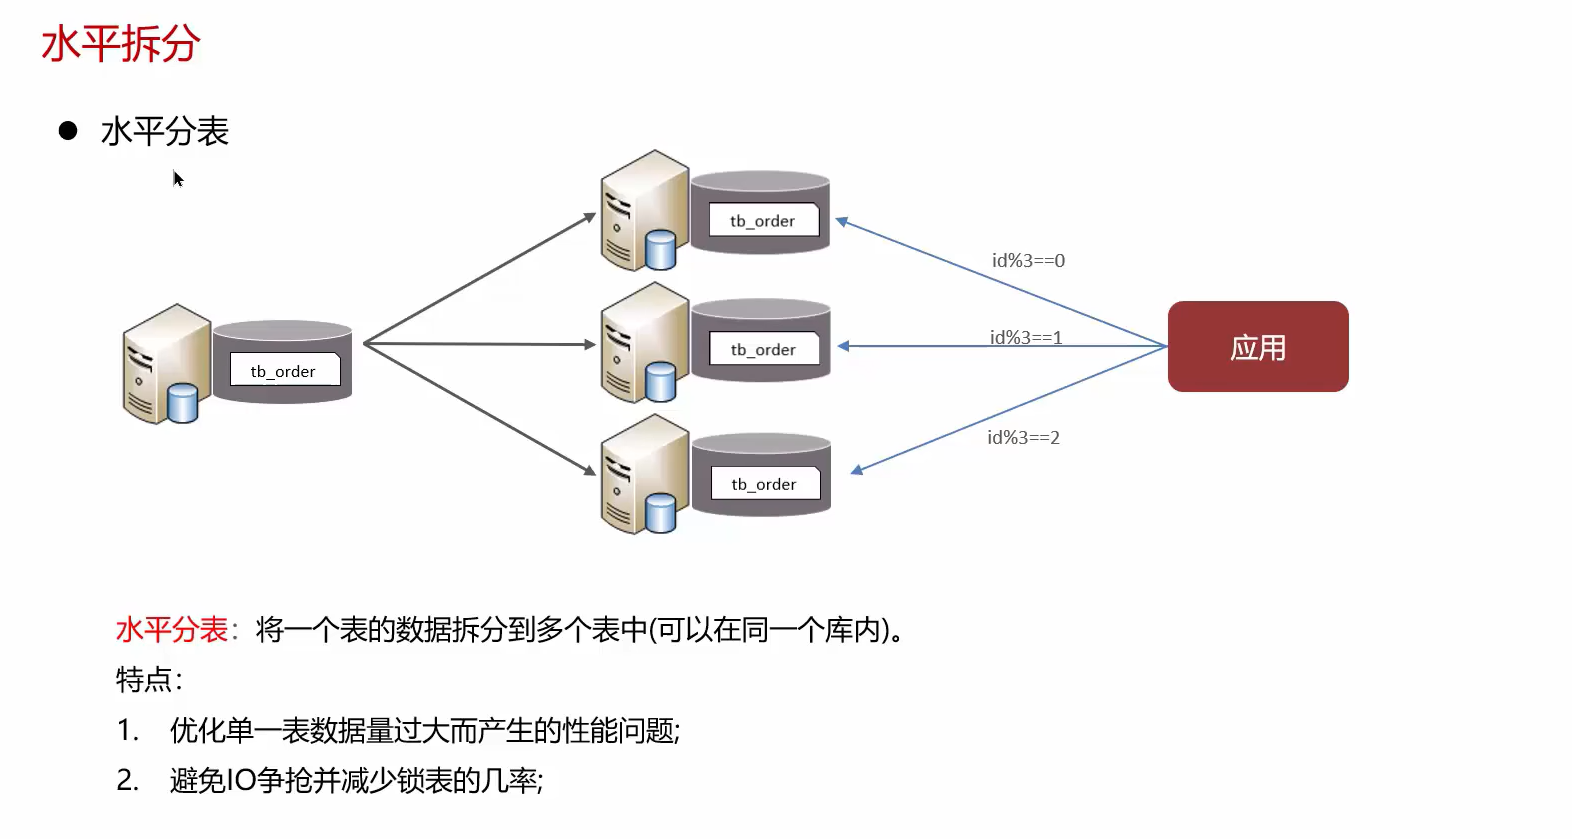 水平拆分
● 水平分表
tb_order
tb_order
tb_order
tb_order
id%3==0
id%3==1
id%3==2
应用
水平分表：将一个表的数据拆分到多个表中(可以在同一个库内)。
特点：
1. 优化单一表数据量过大而产生的性能问题;
2. 避免IO争抢并减少锁表的几率;